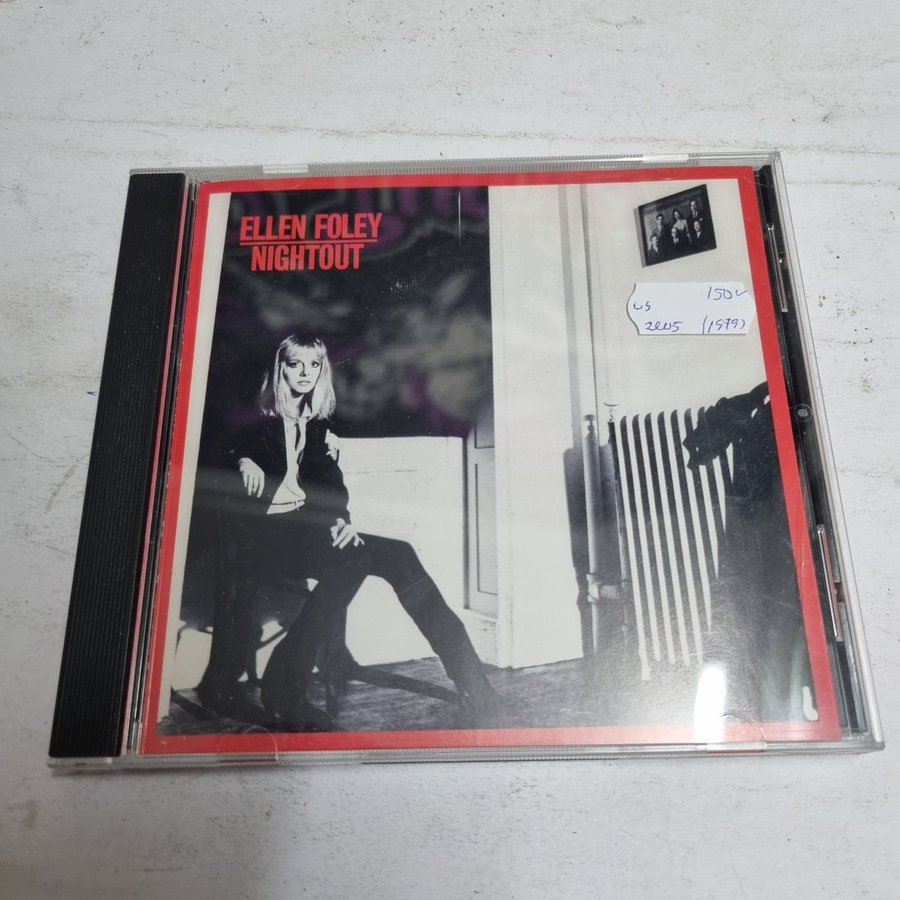 ELLEN FOLEY
NIGHTOUT
US 150:-
2005 (1979)